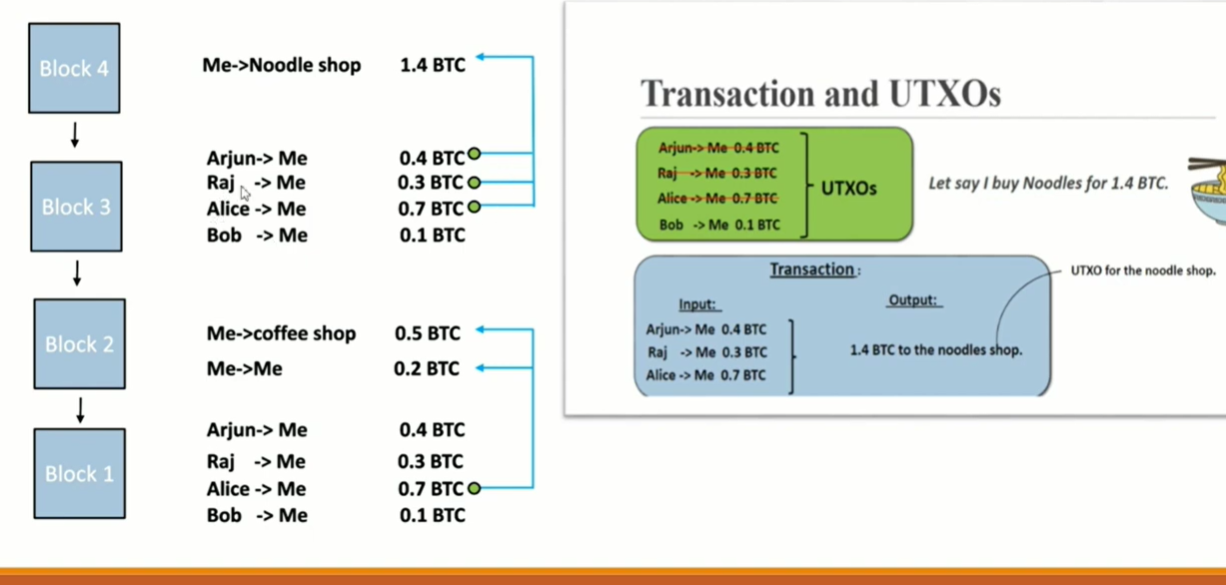 Block 4
Me->Noodle shop 1.4 BTC
Block 3
Arjun-> Me 0.4 BTC
Raj -> Me 0.3 BTC
Alice -> Me 0.7 BTC
Bob -> Me 0.1 BTC
Block 2
Me->coffee shop 0.5 BTC
Me->Me 0.2 BTC
Block 1
Arjun-> Me 0.4 BTC
Raj -> Me 0.3 BTC
Alice -> Me 0.7 BTC
Bob -> Me 0.1 BTC
Transaction and UTXOs
Arjun-> Me 0.4 BTC
Raj -> Me 0.3 BTC
Alice -> Me 0.7 BTC
Bob -> Me 0.1 BTC
UTXOs
Let say I buy Noodles for 1.4 BTC.
Transaction :
UTXO for the noodle shop.
Input:
Output:
Arjun-> Me 0.4 BTC
Raj -> Me 0.3 BTC
Alice -> Me 0.7 BTC
1.4 BTC to the noodles shop.